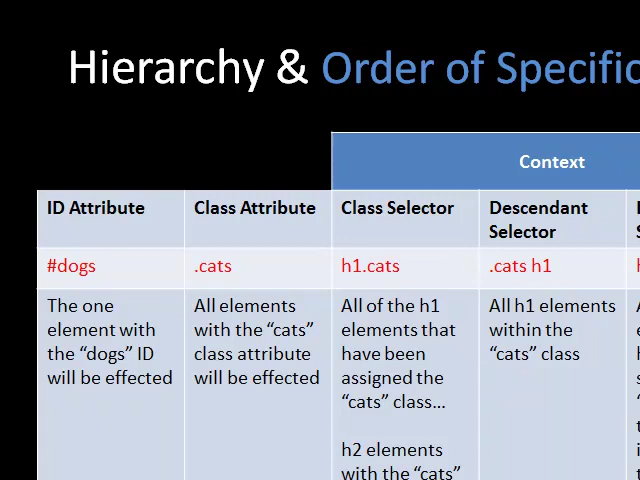 Hierarchy & Order of Specific
Context
ID Attribute
Class Attribute
Class Selector
Descendant
Selector
#dogs
.cats
h1.cats
.cats h1
The one
element with
the “dogs” ID
will be effected
All elements
with the “cats”
class attribute
will be effected
All of the h1
elements that
have been
assigned the
“cats” class…
h2 elements
with the “cats”
All h1 elements
within the
“cats” class